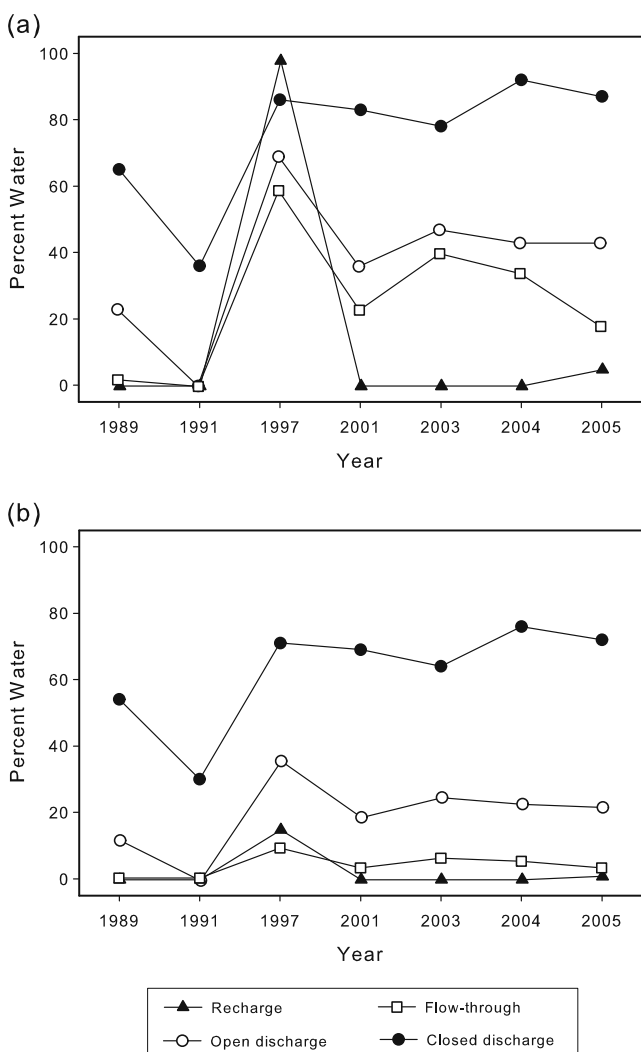 (a)
100
80
60
40
20
0
Percent Water
1989 1991 1997 2001 2003 2004 2005
Year
(b)
100
80
60
40
20
0
Percent Water
1989 1991 1997 2001 2003 2004 2005
Year
Recharge Flow-through
Open discharge Closed discharge